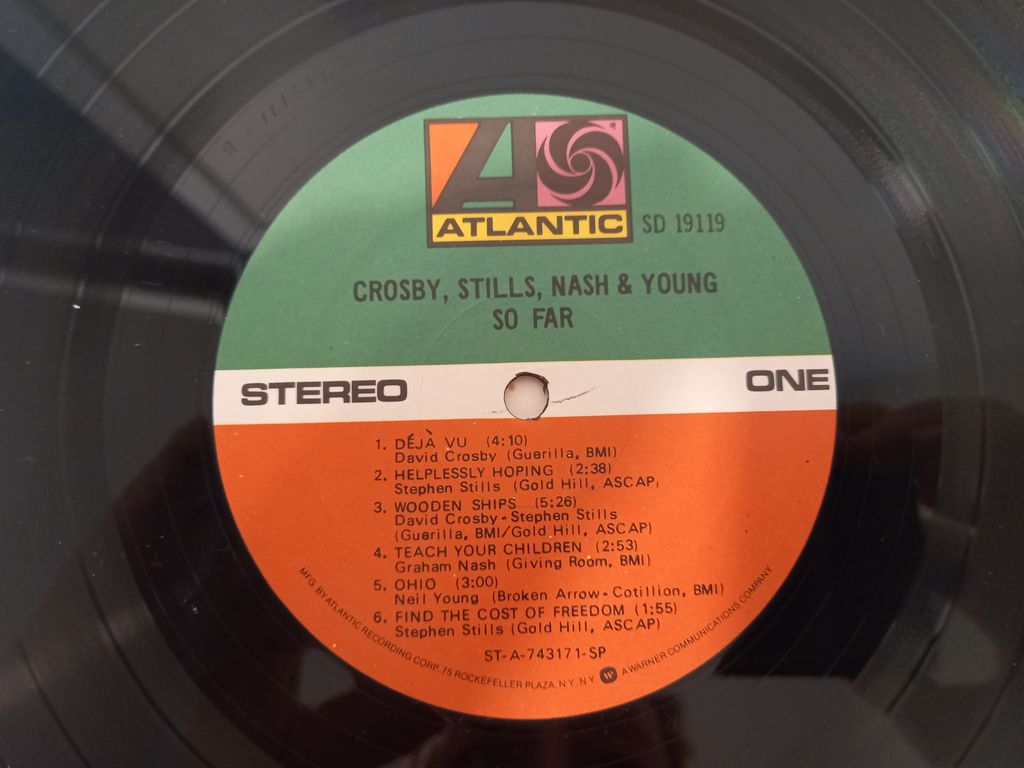 ATLANTIC
SD 19119
CROSBY, STILLS, NASH & YOUNG
SO FAR
STEREO
ONE
1. DÉJÀ VU (4:10)
David Crosby (Guerilla, BMI)
2. HELPLESSLY HOPING (2:38)
Stephen Stills (Gold Hill, ASCAP)
3. WOODEN SHIPS (5:26)
David Crosby-Stephen Stills
(Guerilla, BMI/Gold Hill, ASCAP)
4. TEACH YOUR CHILDREN (2:53)
Graham Nash (Giving Room, BMI)
5. OHIO (3:00)
Neil Young (Broken Arrow-Cotillion, BMI)
6. FIND THE COST OF FREEDOM (1:55)
Stephen Stills (Gold Hill, ASCAP)
ST-A-743171-SP
MFG. BY ATLANTIC RECORDING CORP. 75 ROCKEFELLER PLAZA, N.Y., N.Y. A WARNER COMMUNICATIONS COMPANY